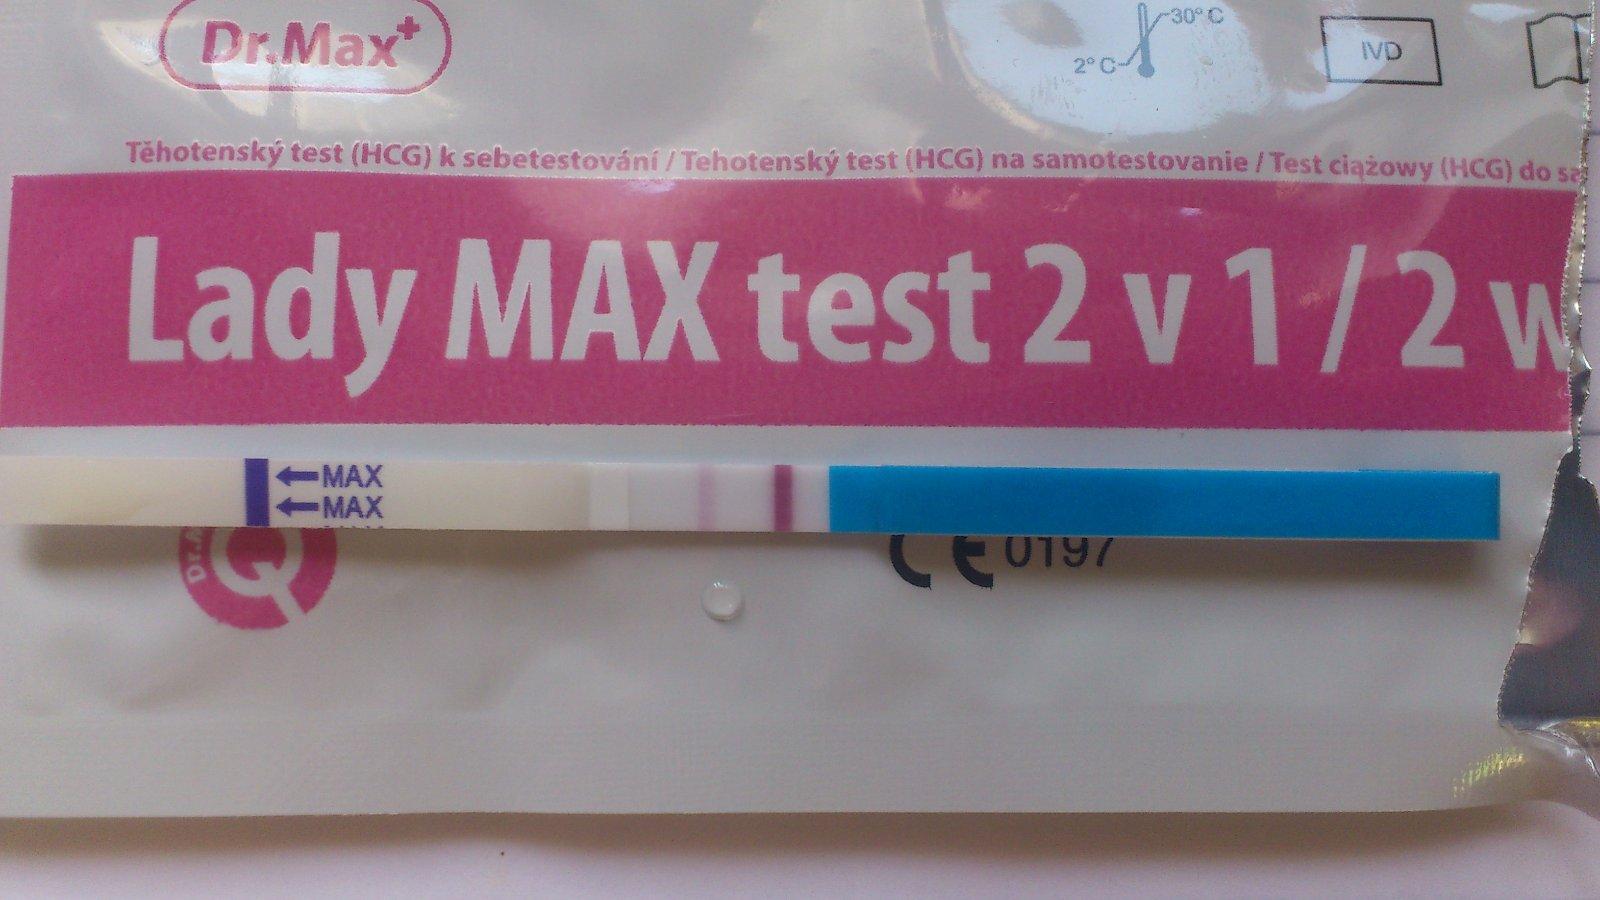 Dr.Max+
30° C
2° C
IVD
Těhotenský test (HCG) k sebetestování / Tehotenský test (HCG) na samotestovanie / Test ciążowy (HCG) do
Lady MAX test 2 v 1 / 2 w
MAX
MAX
CE 0197